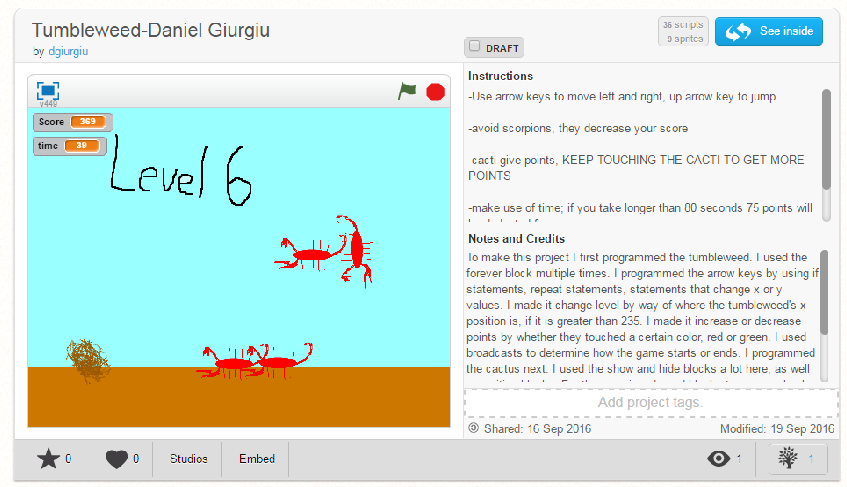 Tumbleweed-Daniel Giurgiu
by dgiurgiu
DRAFT
36 scripts
9 sprites
See inside
v449
Score 369
time 39
Level 6
Instructions
-Use arrow keys to move left and right, up arrow key to jump
-avoid scorpions, they decrease your score
-cacti give points, KEEP TOUCHING THE CACTI TO GET MORE
POINTS
-make use of time; if you take longer than 80 seconds 75 points will
Notes and Credits
To make this project I first programmed the tumbleweed. I used the
forever block multiple times. I programmed the arrow keys by using if
statements, repeat statements, statements that change x or y
values. I made it change level by way of where the tumbleweed's x
position is, if it is greater than 235. I made it increase or decrease
points by whether they touched a certain color, red or green. I used
broadcasts to determine how the game starts or ends. I programmed
the cactus next. I used the show and hide blocks a lot here, as well
Add project tags.
Shared: 16 Sep 2016
Modified: 19 Sep 2016
0
0
Studios
Embed
1
1